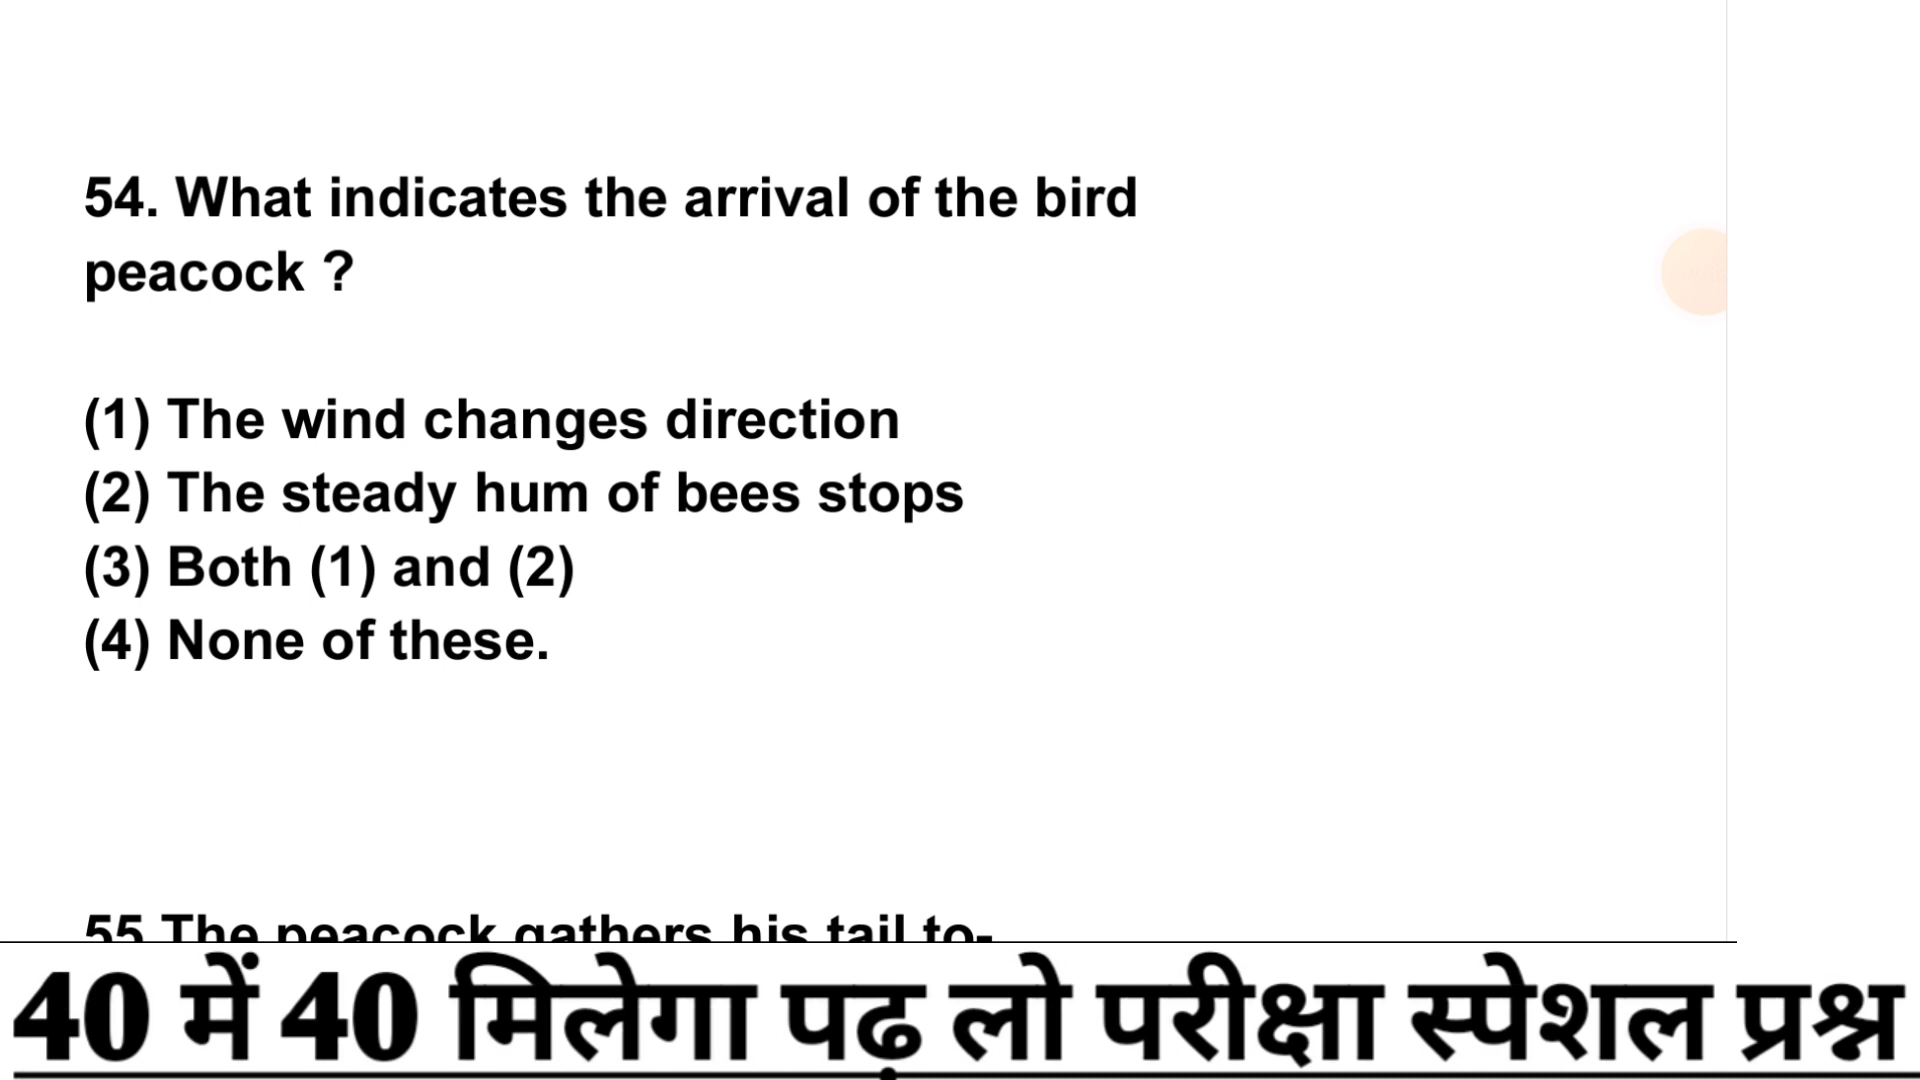 54. What indicates the arrival of the bird
peacock ?
(1) The wind changes direction
(2) The steady hum of bees stops
(3) Both (1) and (2)
(4) None of these.
55 The peacock gathers his tail to-
40 में 40 मिलेगा पढ़ लो परीक्षा स्पेशल प्रश्न